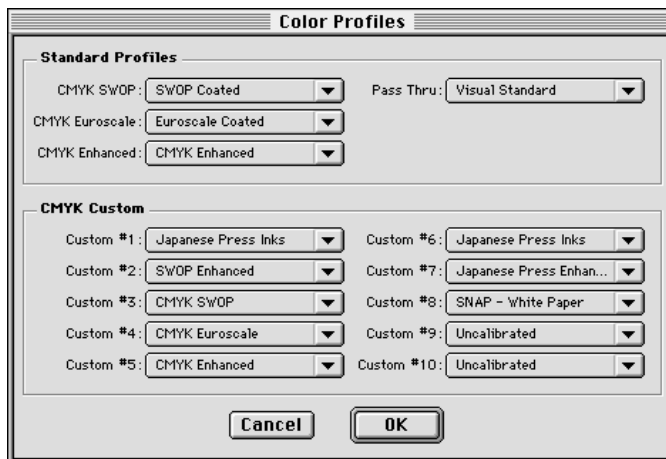 Color Profiles
Standard Profiles
CMYK SWOP: SWOP Coated
Pass Thru: Visual Standard
CMYK Euroscale: Euroscale Coated
CMYK Enhanced: CMYK Enhanced
CMYK Custom
Custom #1: Japanese Press Inks
Custom #6: Japanese Press Inks
Custom #2: SWOP Enhanced
Custom #7: Japanese Press Enhan...
Custom #3: CMYK SWOP
Custom #8: SNAP - White Paper
Custom #4: CMYK Euroscale
Custom #9: Uncalibrated
Custom #5: CMYK Enhanced
Custom #10: Uncalibrated
Cancel
OK